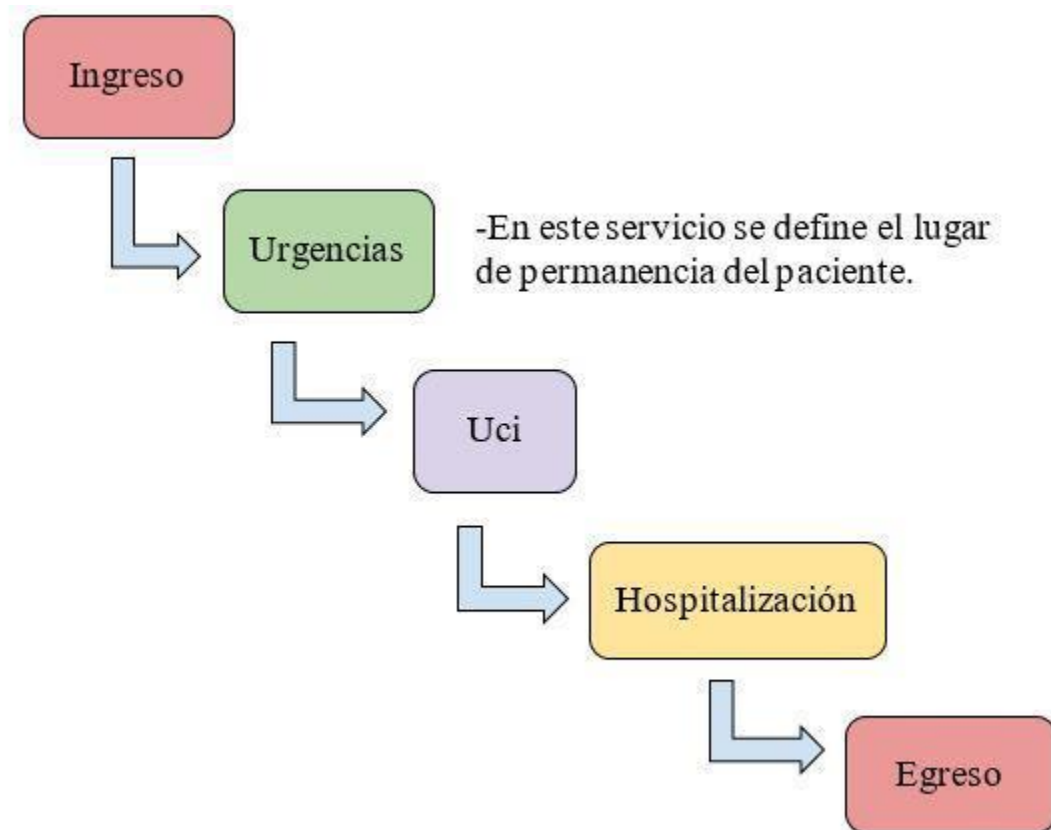 Ingreso
Urgencias
-En este servicio se define el lugar
de permanencia del paciente.
Uci
Hospitalización
Egreso